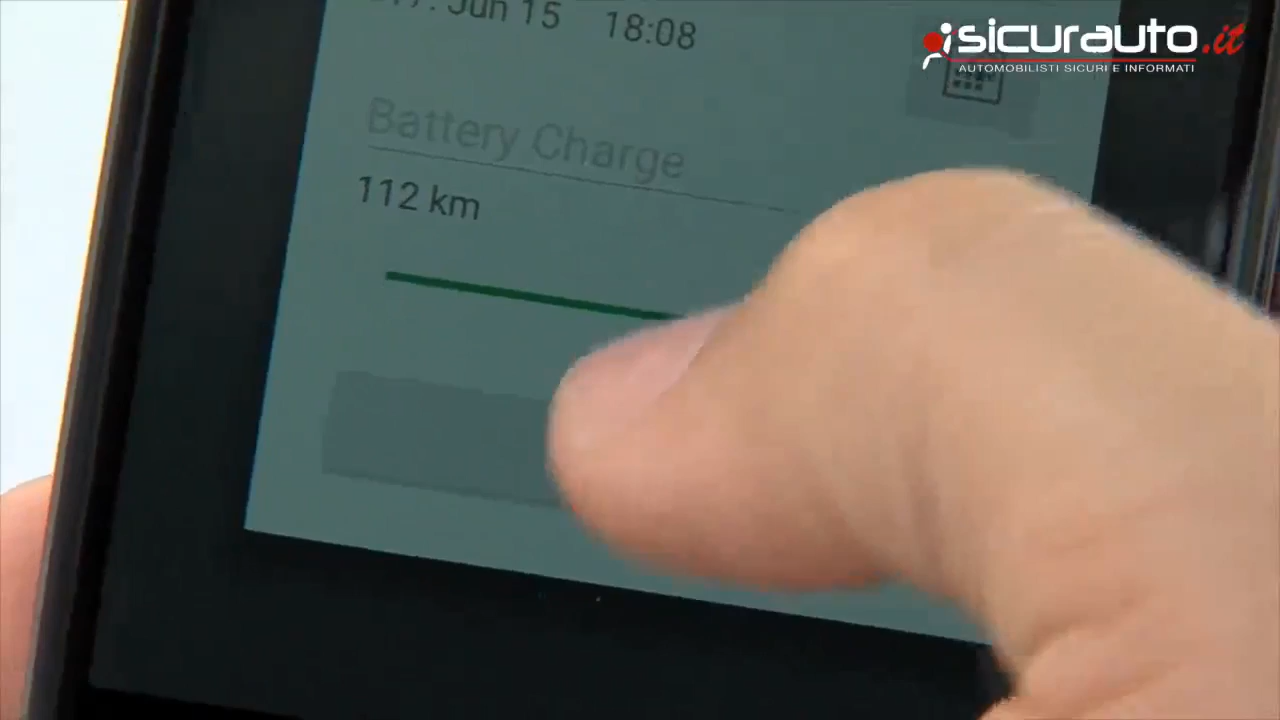 Jun 15 18:08
Battery Charge
112 km
sicurauto.it
AUTOMOBILISTI SICURI E INFORMATI